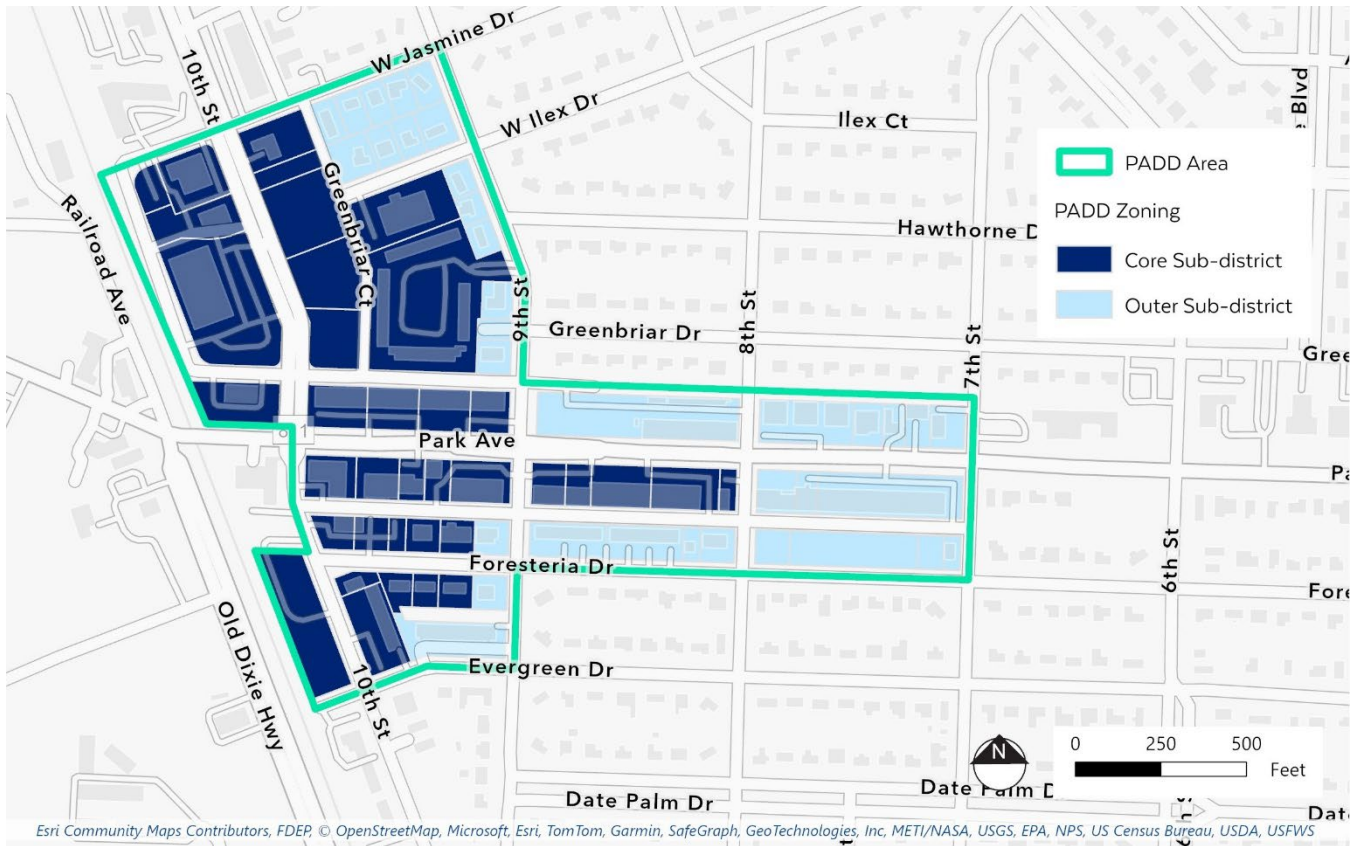 W Jasmine Dr
10th St
W Ilex Dr
Ilex Ct
e Blvd
PADD Area
PADD Zoning
Core Sub-district
Outer Sub-district
Railroad Ave
Greenbriar Ct
Hawthorne D
9th St
Greenbriar Dr
8th St
7th St
Gree
Park Ave
Pa
Foresteria Dr
6th St
Fore
Old Dixie Hwy
10th St
Evergreen Dr
N
0 250 500
Feet
Date Palm Dr
Date Palm D
Dat
Esri Community Maps Contributors, FDEP, © OpenStreetMap, Microsoft, Esri, TomTom, Garmin, SafeGraph, GeoTechnologies, Inc, METI/NASA, USGS, EPA, NPS, US Census Bureau, USDA, USFWS